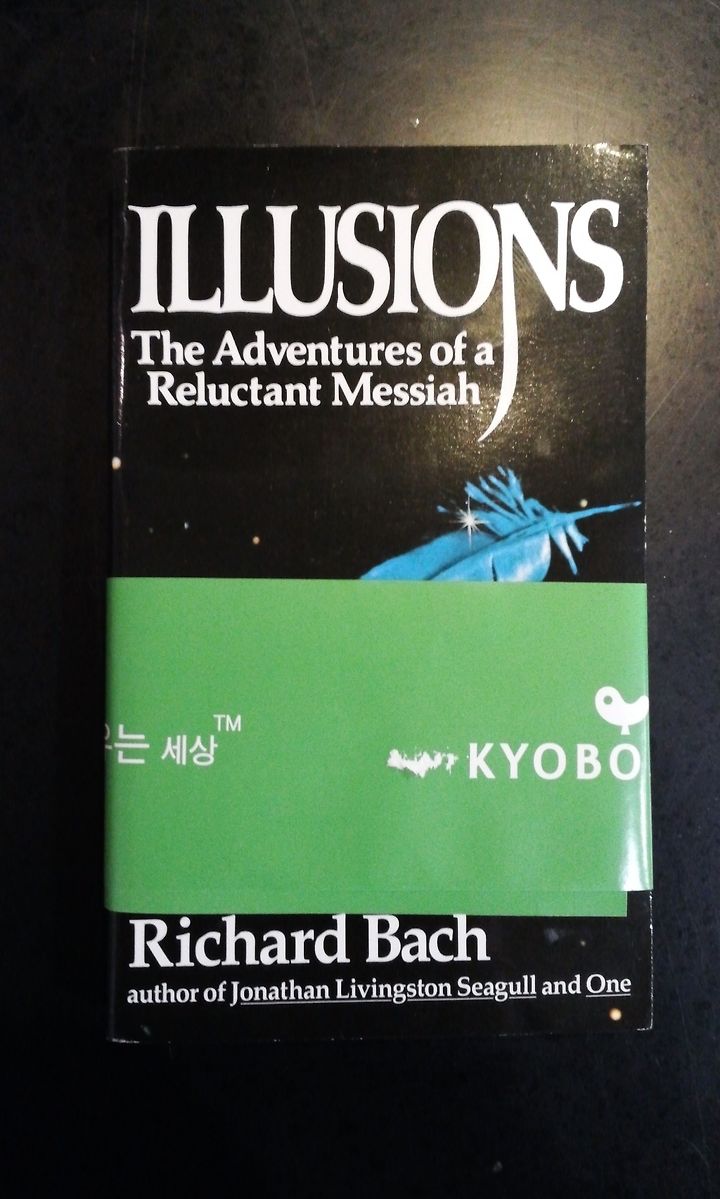 ILLUSIONS
The Adventures of a
Reluctant Messiah
세상™
KYOBO
Richard Bach
author of Jonathan Livingston Seagull and One